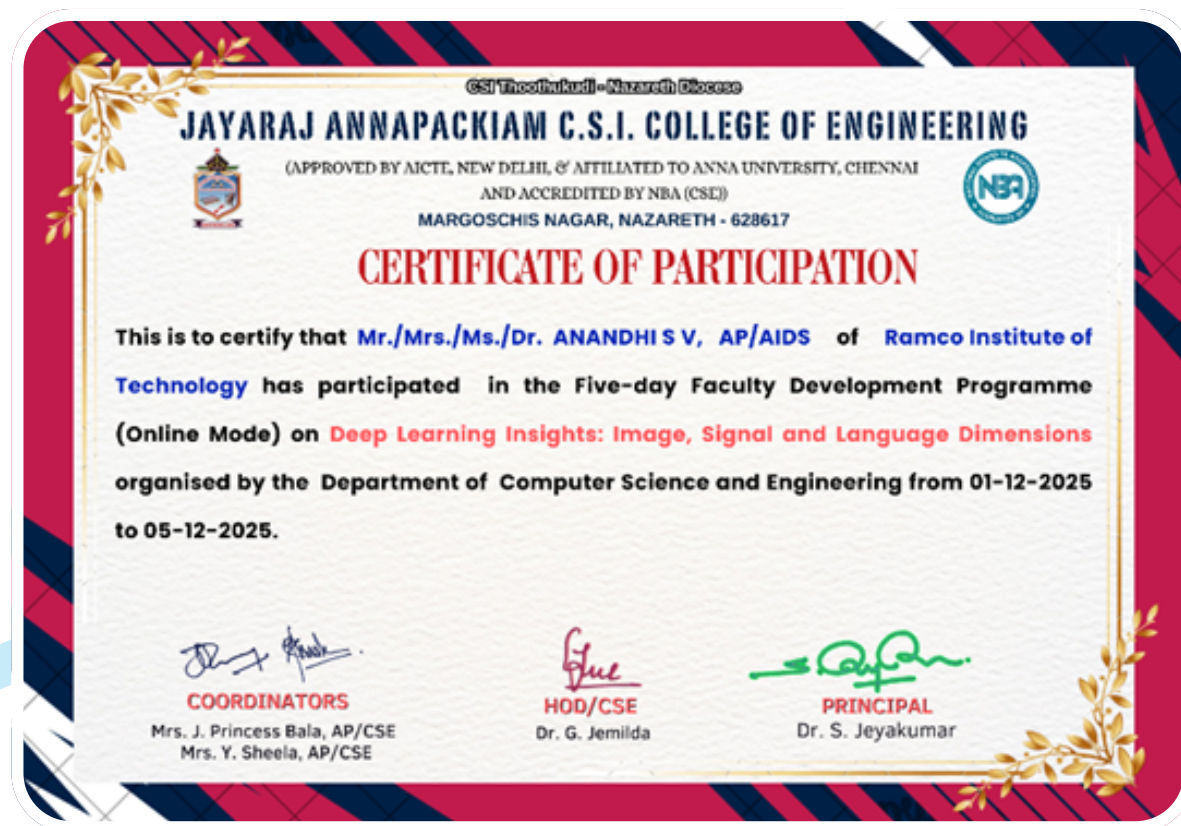 CSI Thoothukudi - Nazareth Diocese
JAYARAJ ANNAPACKIAM C.S.I. COLLEGE OF ENGINEERING
(APPROVED BY AICTE, NEW DELHI, & AFFILIATED TO ANNA UNIVERSITY, CHENNAI
AND ACCREDITED BY NBA (CSE))
MARGOSCHIS NAGAR, NAZARETH - 628617
NBA
CERTIFICATE OF PARTICIPATION
This is to certify that Mr./Mrs./Ms./Dr. ANANDHI S V, AP/AIDS of Ramco Institute of
Technology has participated in the Five-day Faculty Development Programme
(Online Mode) on Deep Learning Insights: Image, Signal and Language Dimensions
organised by the Department of Computer Science and Engineering from 01-12-2025
to 05-12-2025.
COORDINATORS
Mrs. J. Princess Bala, AP/CSE
Mrs. Y. Sheela, AP/CSE
HOD/CSE
Dr. G. Jemilda
PRINCIPAL
Dr. S. Jeyakumar